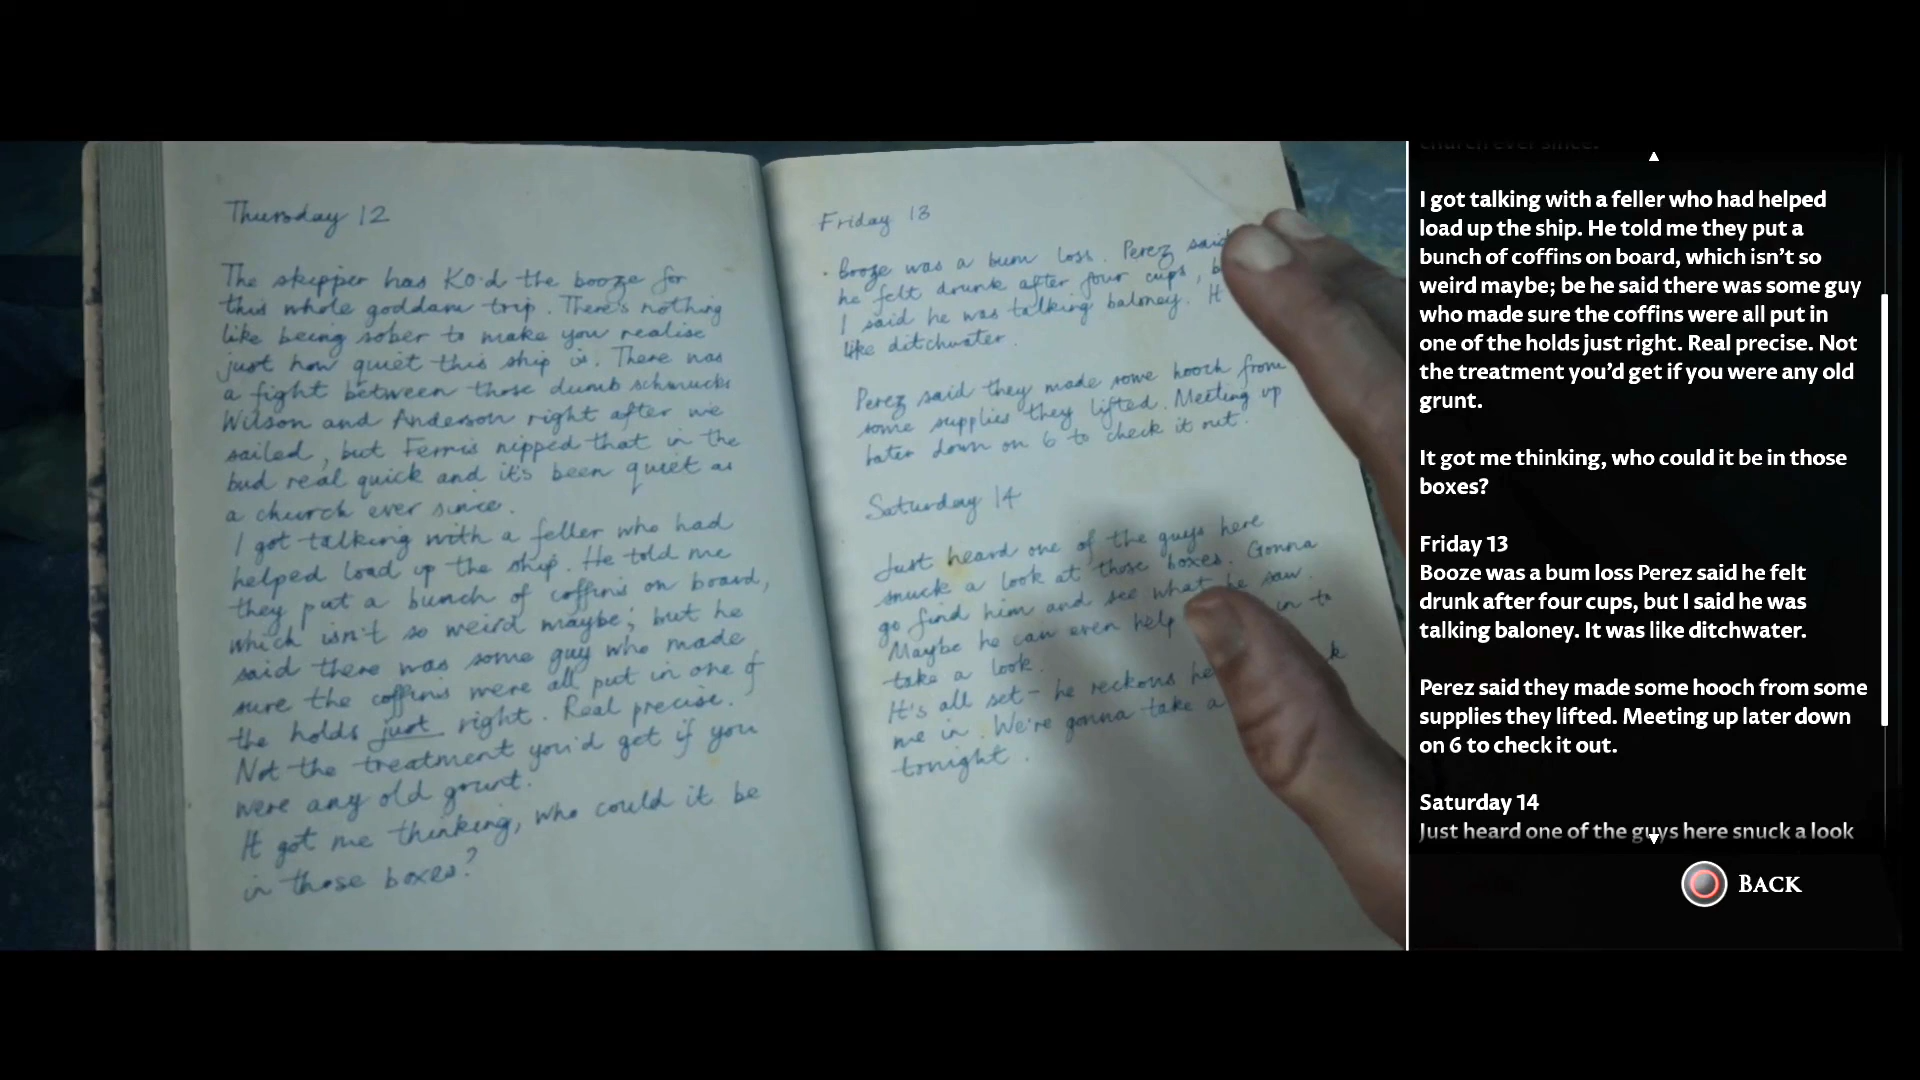 Thursday 12
The skipper has KO'd the booze for
this whole goddam trip. There's nothing
like being sober to make you realise
just how quiet this ship is. There was
a fight between those dumb schmucks
Wilson and Anderson right after we
sailed, but Ferris nipped that in the
bud real quick and it's been quiet as
a church ever since.
I got talking with a feller who had
helped load up the ship. He told me
they put a bunch of coffins on board,
which isn't so weird maybe; but he
said there was some guy who made
sure the coffins were all put in one of
the holds just right. Real precise.
Not the treatment you'd get if you
were any old grunt.
It got me thinking, who could it be
in those boxes?
Friday 13
Booze was a bum loss. Perez said
he felt drunk after four cups, b
I said he was talking baloney. It
like ditchwater.
Perez said they made some hooch from
some supplies they lifted. Meeting up
later down on 6 to check it out.
Saturday 14
Just heard one of the guys here
snuck a look at those boxes. Gonna
go find him and see what he saw.
Maybe he can even help in to
take a look.
It's all set - he reckons he k
me in. We're gonna take a
tonight.
church ever since.
I got talking with a feller who had helped
load up the ship. He told me they put a
bunch of coffins on board, which isn't so
weird maybe; be he said there was some guy
who made sure the coffins were all put in
one of the holds just right. Real precise. Not
the treatment you'd get if you were any old
grunt.
It got me thinking, who could it be in those
boxes?
Friday 13
Booze was a bum loss Perez said he felt
drunk after four cups, but I said he was
talking baloney. It was like ditchwater.
Perez said they made some hooch from some
supplies they lifted. Meeting up later down
on 6 to check it out.
Saturday 14
Just heard one of the guys here snuck a look
BACK